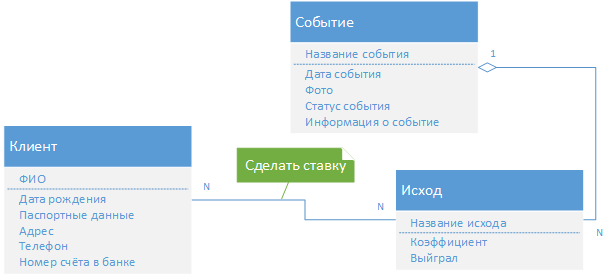 Событие
Название события
Дата события
Фото
Статус события
Информация о событие
1
Клиент
ФИО
Дата рождения
Паспортные данные
Адрес
Телефон
Номер счёта в банке
Сделать ставку
N
N
Исход
Название исхода
Коэффициент
Выйграл
N